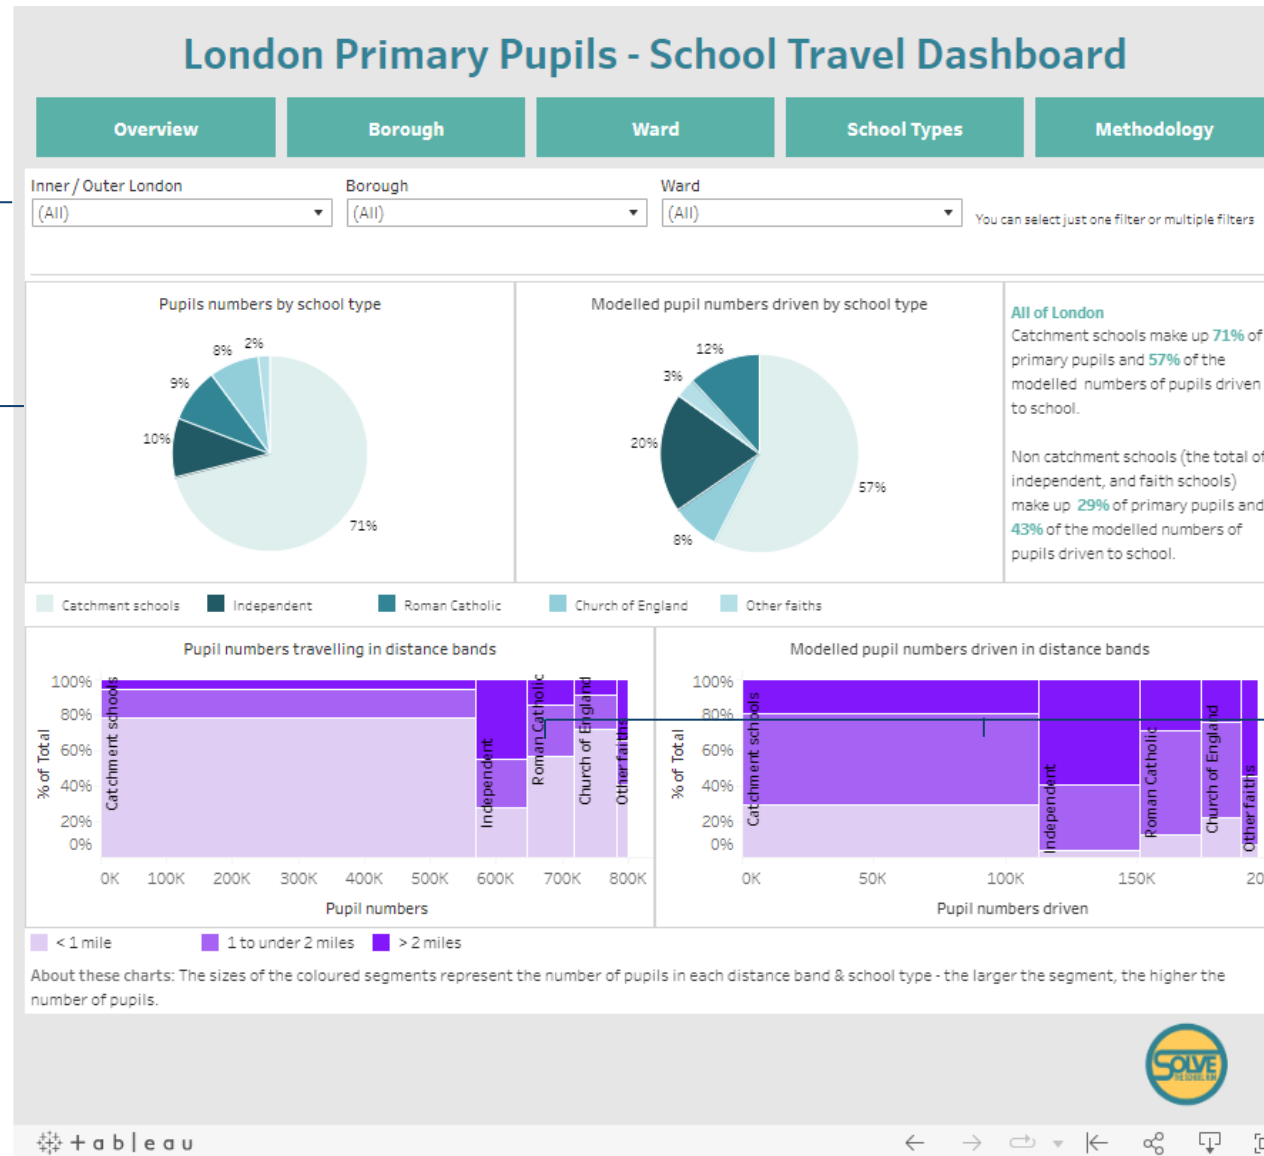 London Primary Pupils - School Travel Dashboard
Overview
Borough
Ward
School Types
Methodology
Inner / Outer London
Borough
Ward
(All)
(All)
(All)
You can select just one filter or multiple filters
Pupils numbers by school type
2%
8%
9%
10%
71%
Modelled pupil numbers driven by school type
12%
3%
20%
57%
8%
All of London
Catchment schools make up 71% of
primary pupils and 57% of the
modelled numbers of pupils driven
to school.
Non catchment schools (the total of
independent, and faith schools)
make up 29% of primary pupils and
43% of the modelled numbers of
pupils driven to school.
Catchment schools
Independent
Roman Catholic
Church of England
Other faiths
Pupil numbers travelling in distance bands
% of Total
100%
80%
60%
40%
20%
0%
Catchment schools
Independent
Roman Catholic
Church of England
Other faiths
0K 100K 200K 300K 400K 500K 600K 700K 800K
Pupil numbers
Modelled pupil numbers driven in distance bands
% of Total
100%
80%
60%
40%
20%
0%
Catchment schools
Independent
Roman Catholic
Church of England
Other faiths
0K 50K 100K 150K 20
Pupil numbers driven
< 1 mile
1 to under 2 miles
> 2 miles
About these charts: The sizes of the coloured segments represent the number of pupils in each distance band & school type - the larger the segment, the higher the
number of pupils.
SOLVE
THE SCHOOL RUN
+ableau